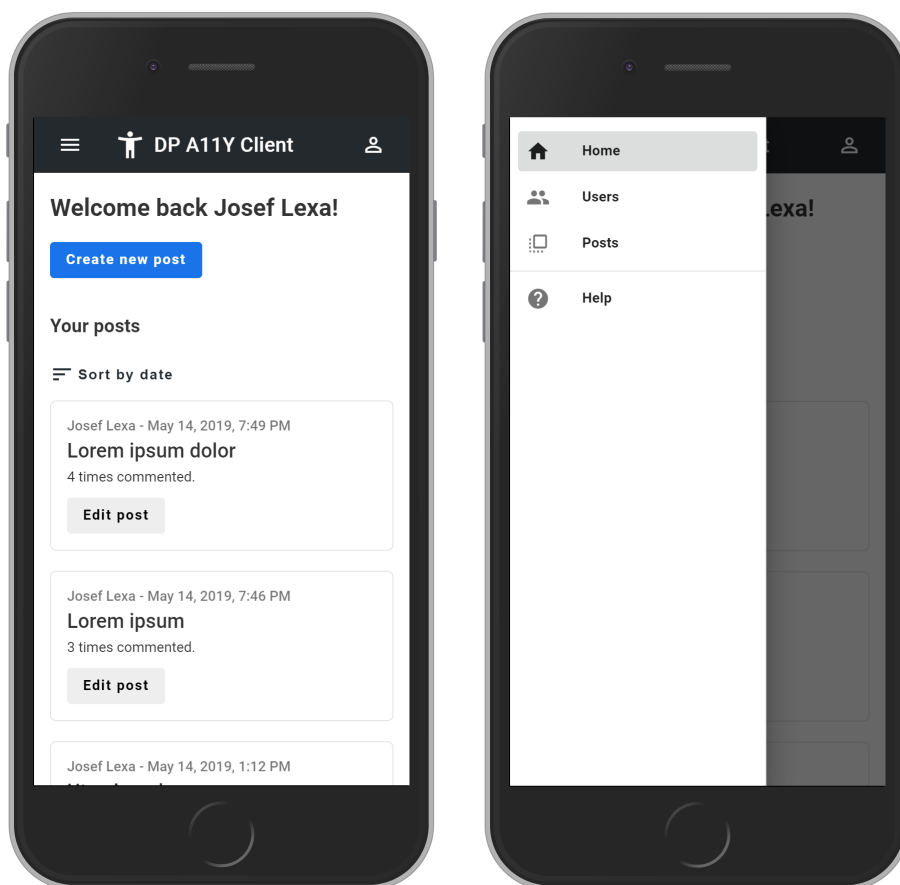 DP A11Y Client
Welcome back Josef Lexa!
Create new post
Your posts
Sort by date
Josef Lexa - May 14, 2019, 7:49 PM
Lorem ipsum dolor
4 times commented.
Edit post
Josef Lexa - May 14, 2019, 7:46 PM
Lorem ipsum
3 times commented.
Edit post
Josef Lexa - May 14, 2019, 1:12 PM
Home
Users
Posts
Help
exa!